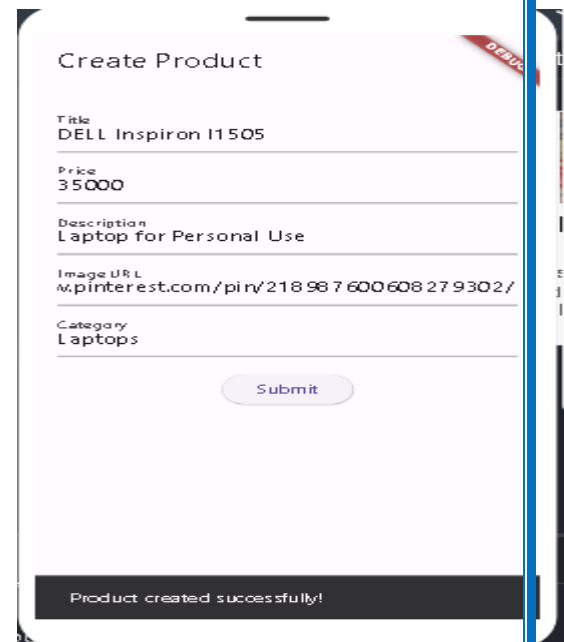 Create Product
DEBUG
Title
DELL Inspiron I1505
Price
35000
Description
Laptop for Personal Use
Image URL
w.pinterest.com/pin/218987600608279302/
Category
Laptops
Submit
Product created successfully!